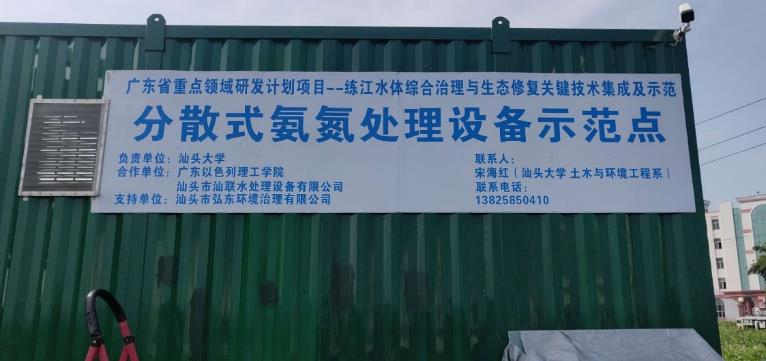 广东省重点领域研发计划项目--练江水体综合治理与生态修复关键技术集成及示范
分散式氨氮处理设备示范点
负责单位：汕头大学
合作单位：广东以色列理工学院
汕头市汕联水处理设备有限公司
支持单位：汕头市弘东环境治理有限公司
联系人：
宋海红（汕头大学 土木与环境工程系）
联系电话：
13825850410